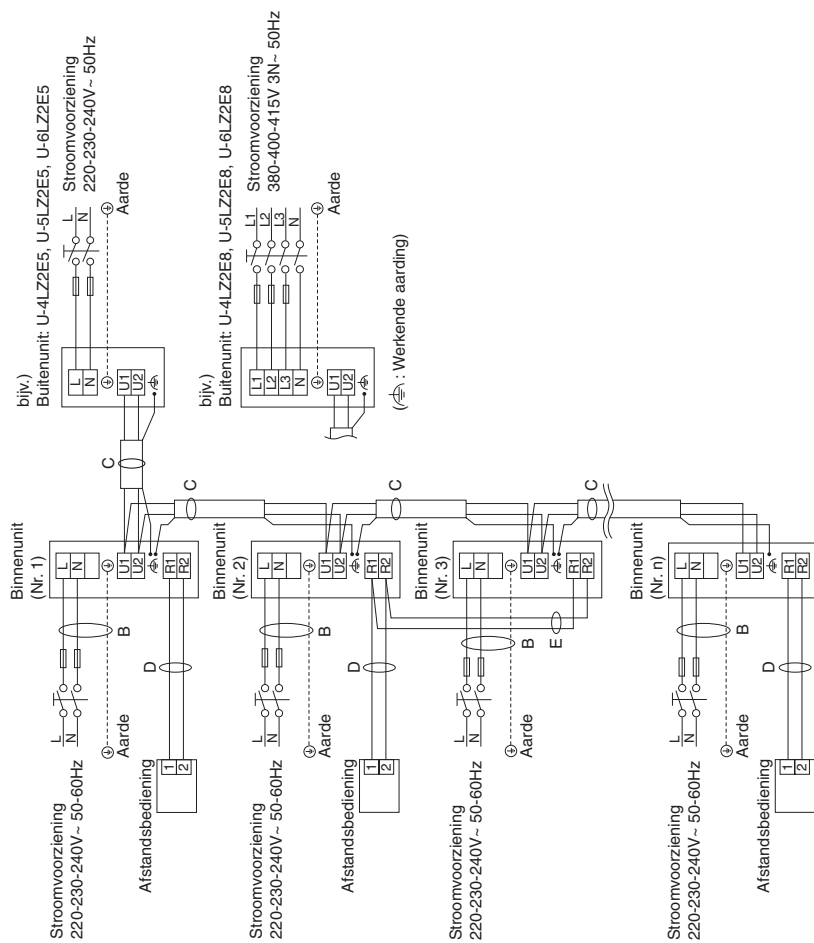 bijv.)
Buitenunit: U-4LZ2E5, U-5LZ2E5, U-6LZ2E5
L
N
U1
U2
L
N
Stroomvoorziening
220-230-240V ~ 50Hz
Aarde
bijv.)
Buitenunit: U-4LZ2E8, U-5LZ2E8, U-6LZ2E8
L1
L2
L3
N
U1
U2
L1
L2
L3
N
Stroomvoorziening
380-400-415V 3N~ 50Hz
Aarde
( : Werkende aarding)
C
Binnenunit
(Nr. 1)
L
N
U1
U2
R1
R2
B
L
N
Aarde
Stroomvoorziening
220-230-240V ~ 50-60Hz
D
1
2
Afstandsbediening
C
Binnenunit
(Nr. 2)
L
N
U1
U2
R1
R2
B
L
N
Aarde
Stroomvoorziening
220-230-240V ~ 50-60Hz
D
1
2
Afstandsbediening
C
Binnenunit
(Nr. 3)
L
N
U1
U2
R1
R2
B
E
L
N
Aarde
Stroomvoorziening
220-230-240V ~ 50-60Hz
C
Binnenunit
(Nr. n)
L
N
U1
U2
R1
R2
B
L
N
Aarde
Stroomvoorziening
220-230-240V ~ 50-60Hz
D
1
2
Afstandsbediening